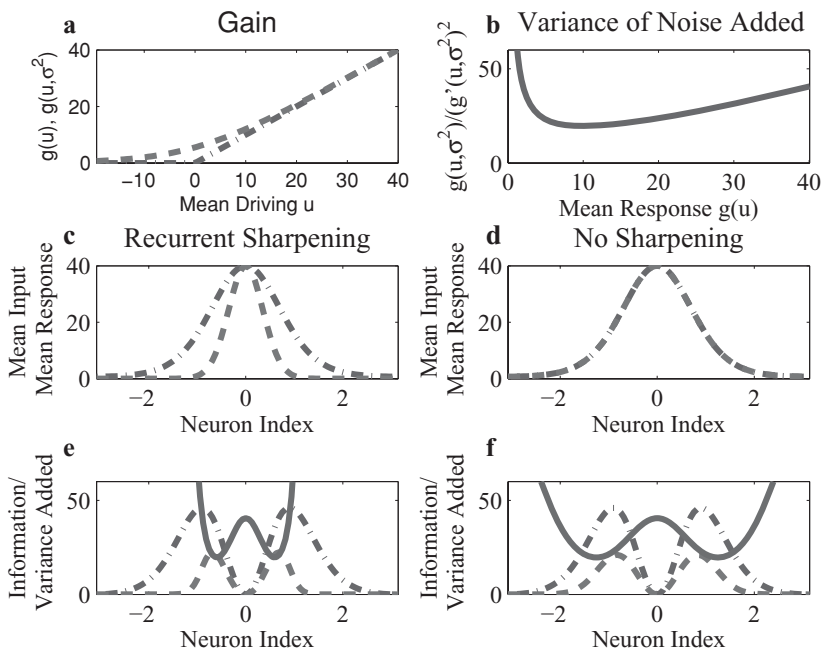 a Gain
g(u), g(u,σ²)
40
20
0
−10 0 10 20 30 40
Mean Driving u
b Variance of Noise Added
g(u,σ²)/(g'(u,σ²)²
50
0
0 10 20 30 40
Mean Response g(u)
c Recurrent Sharpening
Mean Input
Mean Response
40
20
0
−2 0 2
Neuron Index
d No Sharpening
Mean Input
Mean Response
40
20
0
−2 0 2
Neuron Index
e
Information/
Variance Added
50
0
−2 0 2
Neuron Index
f
Information/
Variance Added
50
0
−2 0 2
Neuron Index